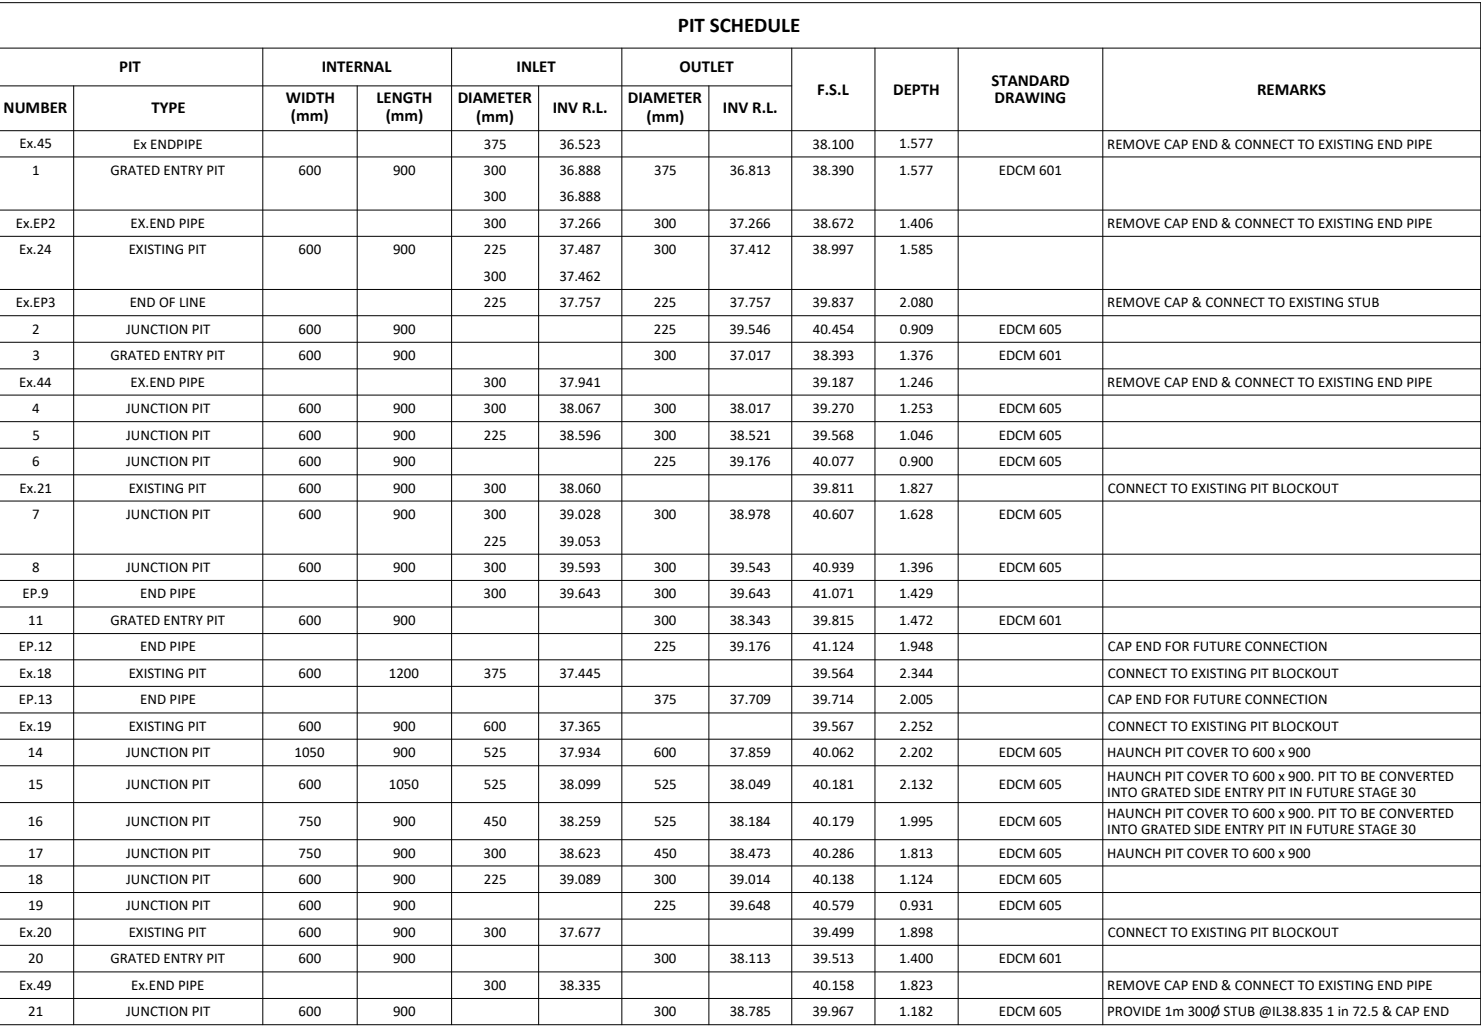 PIT SCHEDULE
PIT INTERNAL INLET OUTLET F.S.L DEPTH STANDARD DRAWING REMARKS
NUMBER TYPE WIDTH (mm) LENGTH (mm) DIAMETER (mm) INV R.L. DIAMETER (mm) INV R.L.
Ex.45 Ex ENDPIPE 375 36.523 38.100 1.577 REMOVE CAP END & CONNECT TO EXISTING END PIPE
1 GRATED ENTRY PIT 600 900 300 36.888 375 36.813 38.390 1.577 EDCM 601
300 36.888
Ex.EP2 EX.END PIPE 300 37.266 300 37.266 38.672 1.406 REMOVE CAP END & CONNECT TO EXISTING END PIPE
Ex.24 EXISTING PIT 600 900 225 37.487 300 37.412 38.997 1.585
300 37.462
Ex.EP3 END OF LINE 225 37.757 225 37.757 39.837 2.080 REMOVE CAP & CONNECT TO EXISTING STUB
2 JUNCTION PIT 600 900 225 39.546 40.454 0.909 EDCM 605
3 GRATED ENTRY PIT 600 900 300 37.017 38.393 1.376 EDCM 601
Ex.44 EX.END PIPE 300 37.941 39.187 1.246 REMOVE CAP END & CONNECT TO EXISTING END PIPE
4 JUNCTION PIT 600 900 300 38.067 300 38.017 39.270 1.253 EDCM 605
5 JUNCTION PIT 600 900 225 38.596 300 38.521 39.568 1.046 EDCM 605
6 JUNCTION PIT 600 900 225 39.176 40.077 0.900 EDCM 605
Ex.21 EXISTING PIT 600 900 300 38.060 39.811 1.827 CONNECT TO EXISTING PIT BLOCKOUT
7 JUNCTION PIT 600 900 300 39.028 300 38.978 40.607 1.628 EDCM 605
225 39.053
8 JUNCTION PIT 600 900 300 39.593 300 39.543 40.939 1.396 EDCM 605
EP.9 END PIPE 300 39.643 300 39.643 41.071 1.429
11 GRATED ENTRY PIT 600 900 300 38.343 39.815 1.472 EDCM 601
EP.12 END PIPE 225 39.176 41.124 1.948 CAP END FOR FUTURE CONNECTION
Ex.18 EXISTING PIT 600 1200 375 37.445 39.564 2.344 CONNECT TO EXISTING PIT BLOCKOUT
EP.13 END PIPE 375 37.709 39.714 2.005 CAP END FOR FUTURE CONNECTION
Ex.19 EXISTING PIT 600 900 600 37.365 39.567 2.252 CONNECT TO EXISTING PIT BLOCKOUT
14 JUNCTION PIT 1050 900 525 37.934 600 37.859 40.062 2.202 EDCM 605 HAUNCH PIT COVER TO 600 x 900
15 JUNCTION PIT 600 1050 525 38.099 525 38.049 40.181 2.132 EDCM 605 HAUNCH PIT COVER TO 600 x 900. PIT TO BE CONVERTED
INTO GRATED SIDE ENTRY PIT IN FUTURE STAGE 30
16 JUNCTION PIT 750 900 450 38.259 525 38.184 40.179 1.995 EDCM 605 HAUNCH PIT COVER TO 600 x 900. PIT TO BE CONVERTED
INTO GRATED SIDE ENTRY PIT IN FUTURE STAGE 30
17 JUNCTION PIT 750 900 300 38.623 450 38.473 40.286 1.813 EDCM 605 HAUNCH PIT COVER TO 600 x 900
18 JUNCTION PIT 600 900 225 39.089 300 39.014 40.138 1.124 EDCM 605
19 JUNCTION PIT 600 900 225 39.648 40.579 0.931 EDCM 605
Ex.20 EXISTING PIT 600 900 300 37.677 39.499 1.898 CONNECT TO EXISTING PIT BLOCKOUT
20 GRATED ENTRY PIT 600 900 300 38.113 39.513 1.400 EDCM 601
Ex.49 Ex.END PIPE 300 38.335 40.158 1.823 REMOVE CAP END & CONNECT TO EXISTING END PIPE
21 JUNCTION PIT 600 900 300 38.785 39.967 1.182 EDCM 605 PROVIDE 1m 300Ø STUB @IL38.835 1 in 72.5 & CAP END